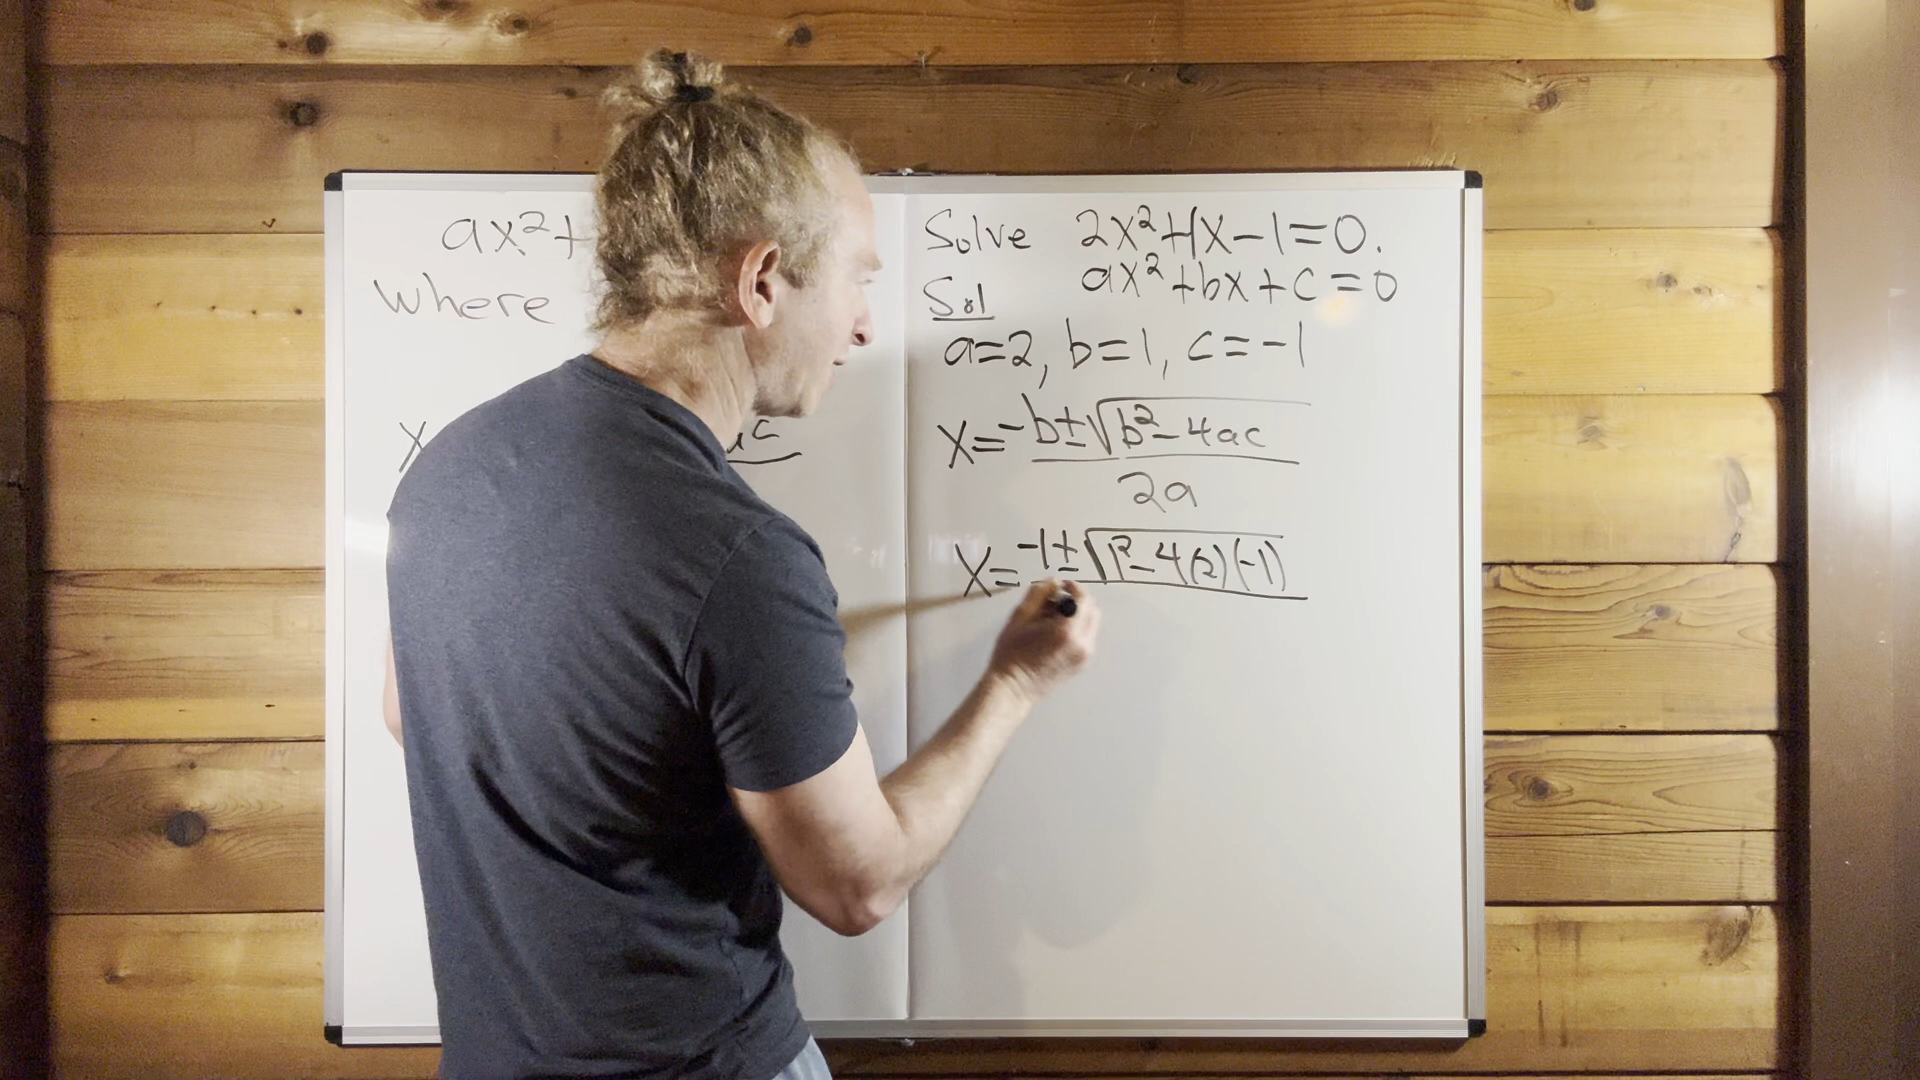 ax²+
where
x
ac
Solve 2x²+1x-1=0.
ax²+bx+c=0
Sol
a=2, b=1, c=-1
x=-b±√b²-4ac
2a
x=-1±√1²-4(2)(-1)